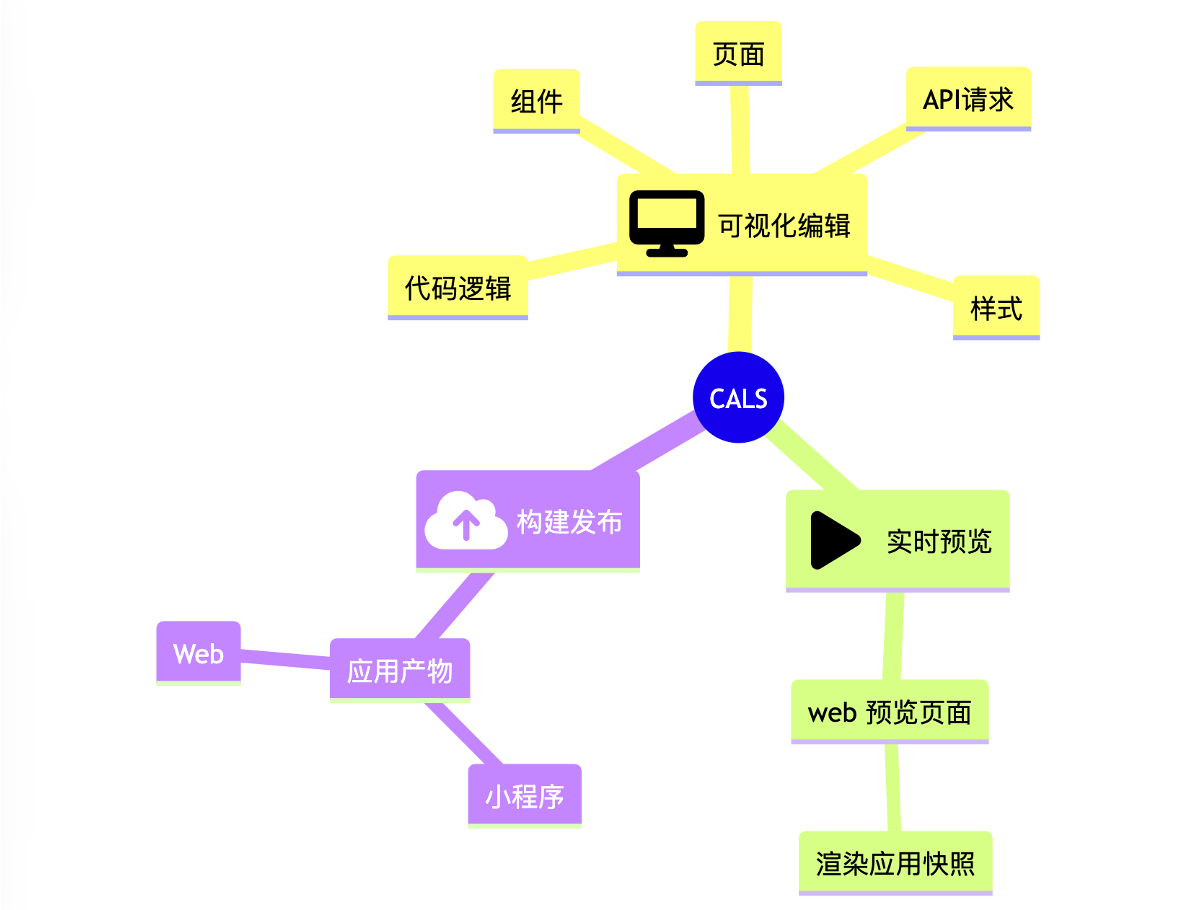 页面
组件
API请求
可视化编辑
代码逻辑
样式
CALS
构建发布
实时预览
Web
应用产物
web 预览页面
小程序
渲染应用快照